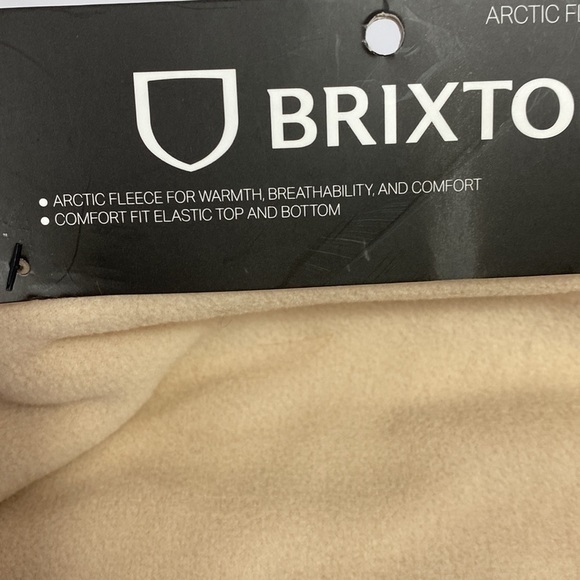 ARCTIC
BRIXTO
• ARCTIC FLEECE FOR WARMTH, BREATHABILITY, AND COMFORT
• COMFORT FIT ELASTIC TOP AND BOTTOM